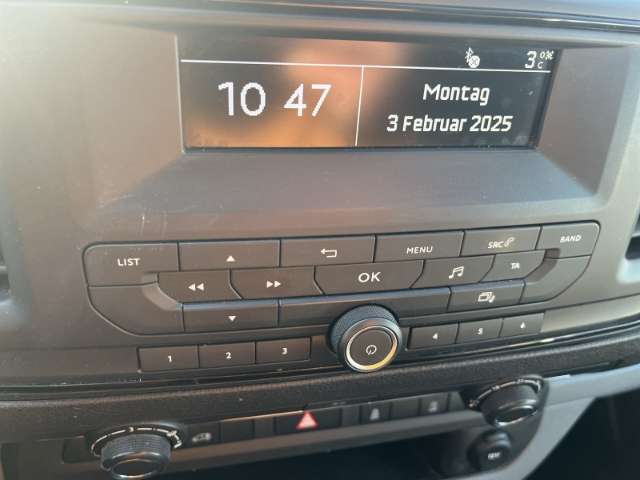 3 °C
10 47
Montag
3 Februar 2025
LIST
MENU
SRC
BAND
OK
TA
1 2 3
4 5 6